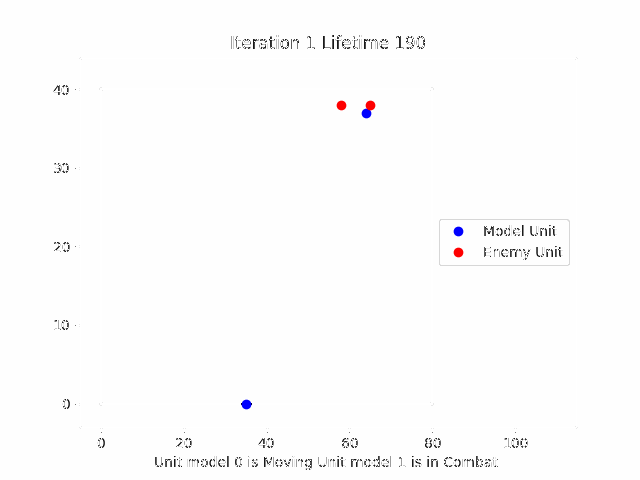 Iteration 1 Lifetime 190
40
30
20
10
0
Model Unit
Enemy Unit
0 20 40 60 80 100
Unit model 0 is Moving Unit model 1 is in Combat